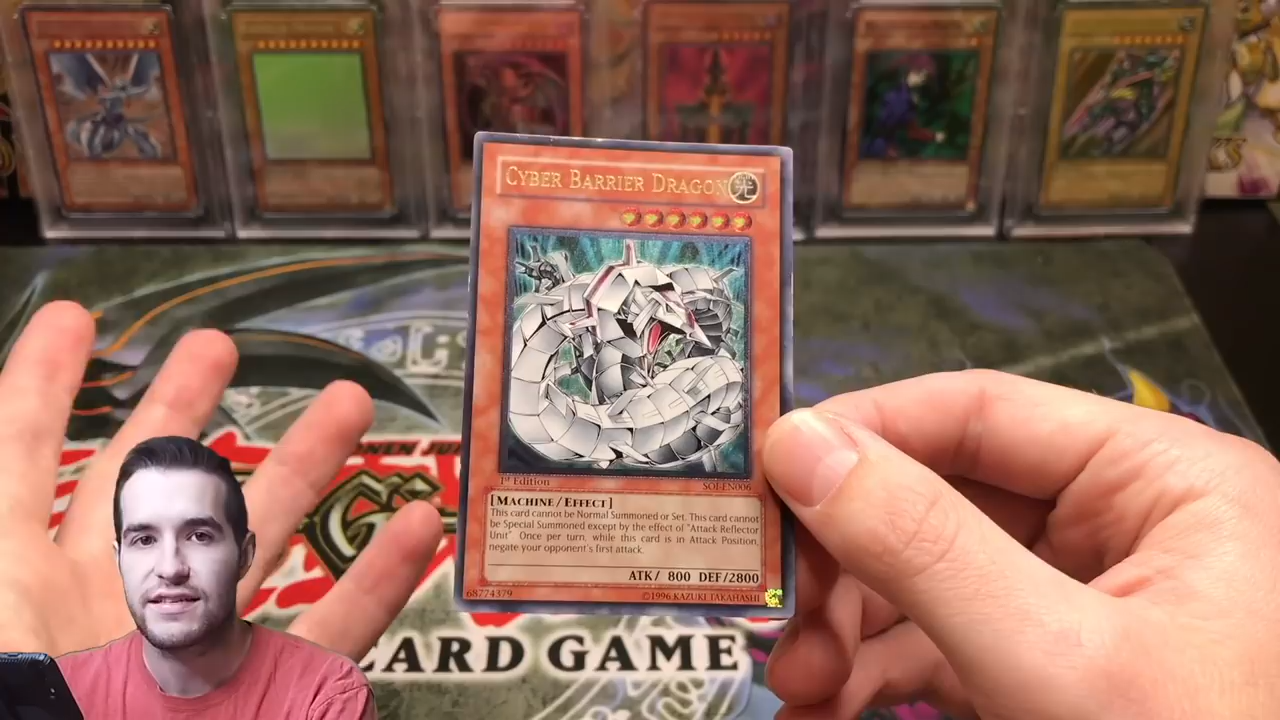 CYBER BARRIER DRAGON 光
1st Edition SOI-EN006
[MACHINE / EFFECT]
This card cannot be Normal Summoned or Set. This card cannot
be Special Summoned except by the effect of "Attack Reflector
Unit" Once per turn, while this card is in Attack Position,
negate your opponent's first attack.
ATK/ 800 DEF/2800
68774379 ©1996 KAZUKI TAKAHASHI
CARD GAME